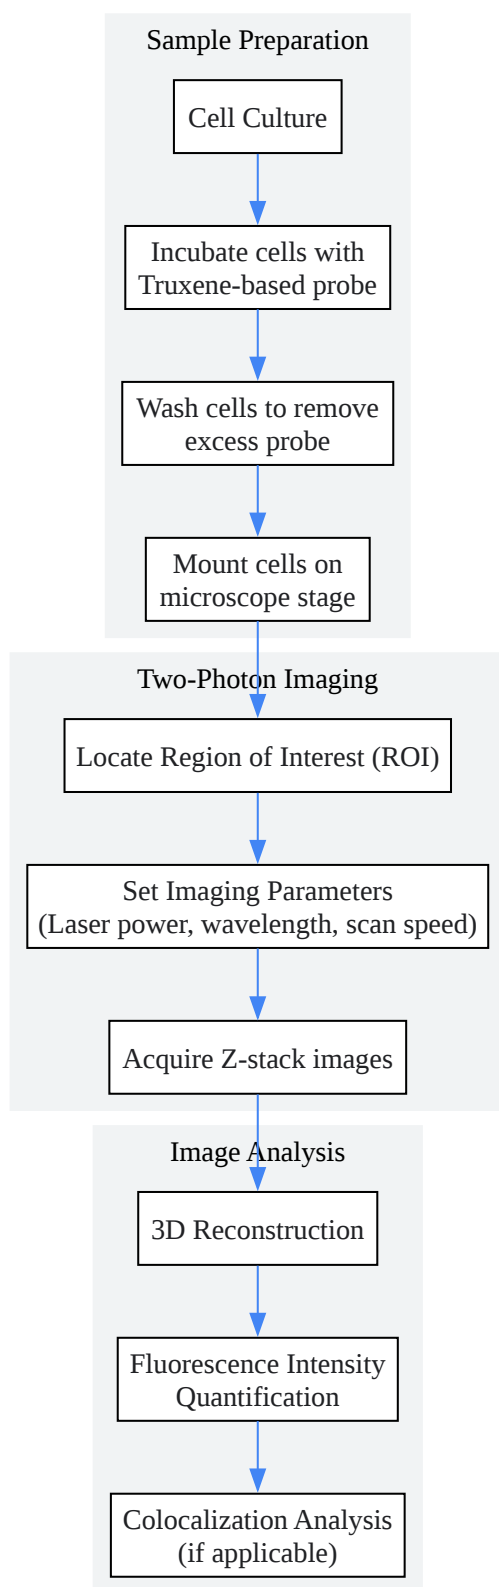 Sample Preparation
Cell Culture
Incubate cells with
Truxene-based probe
Wash cells to remove
excess probe
Mount cells on
microscope stage
Two-Photon Imaging
Locate Region of Interest (ROI)
Set Imaging Parameters
(Laser power, wavelength, scan speed)
Acquire Z-stack images
Image Analysis
3D Reconstruction
Fluorescence Intensity
Quantification
Colocalization Analysis
(if applicable)